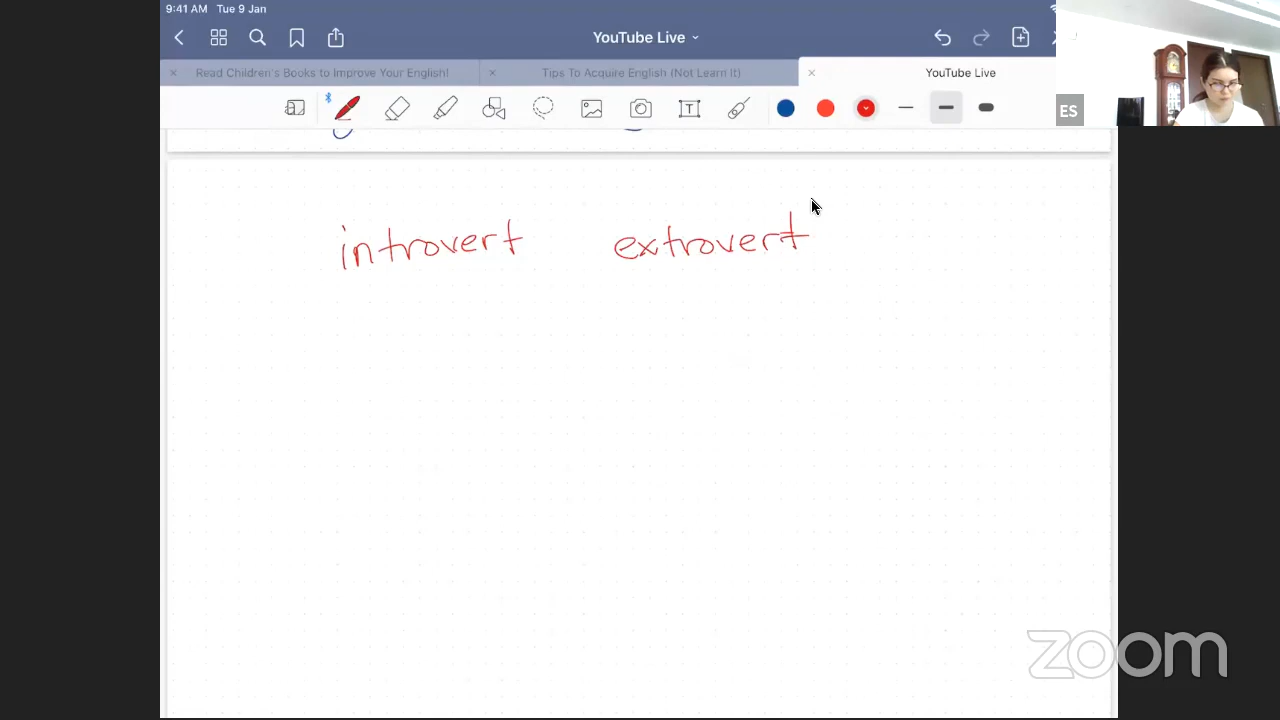 9:41 AM Tue 9 Jan
YouTube Live
Read Children's Books to Improve Your English!
Tips To Acquire English (Not Learn It)
YouTube Live
ES
introvert extrovert
zoom